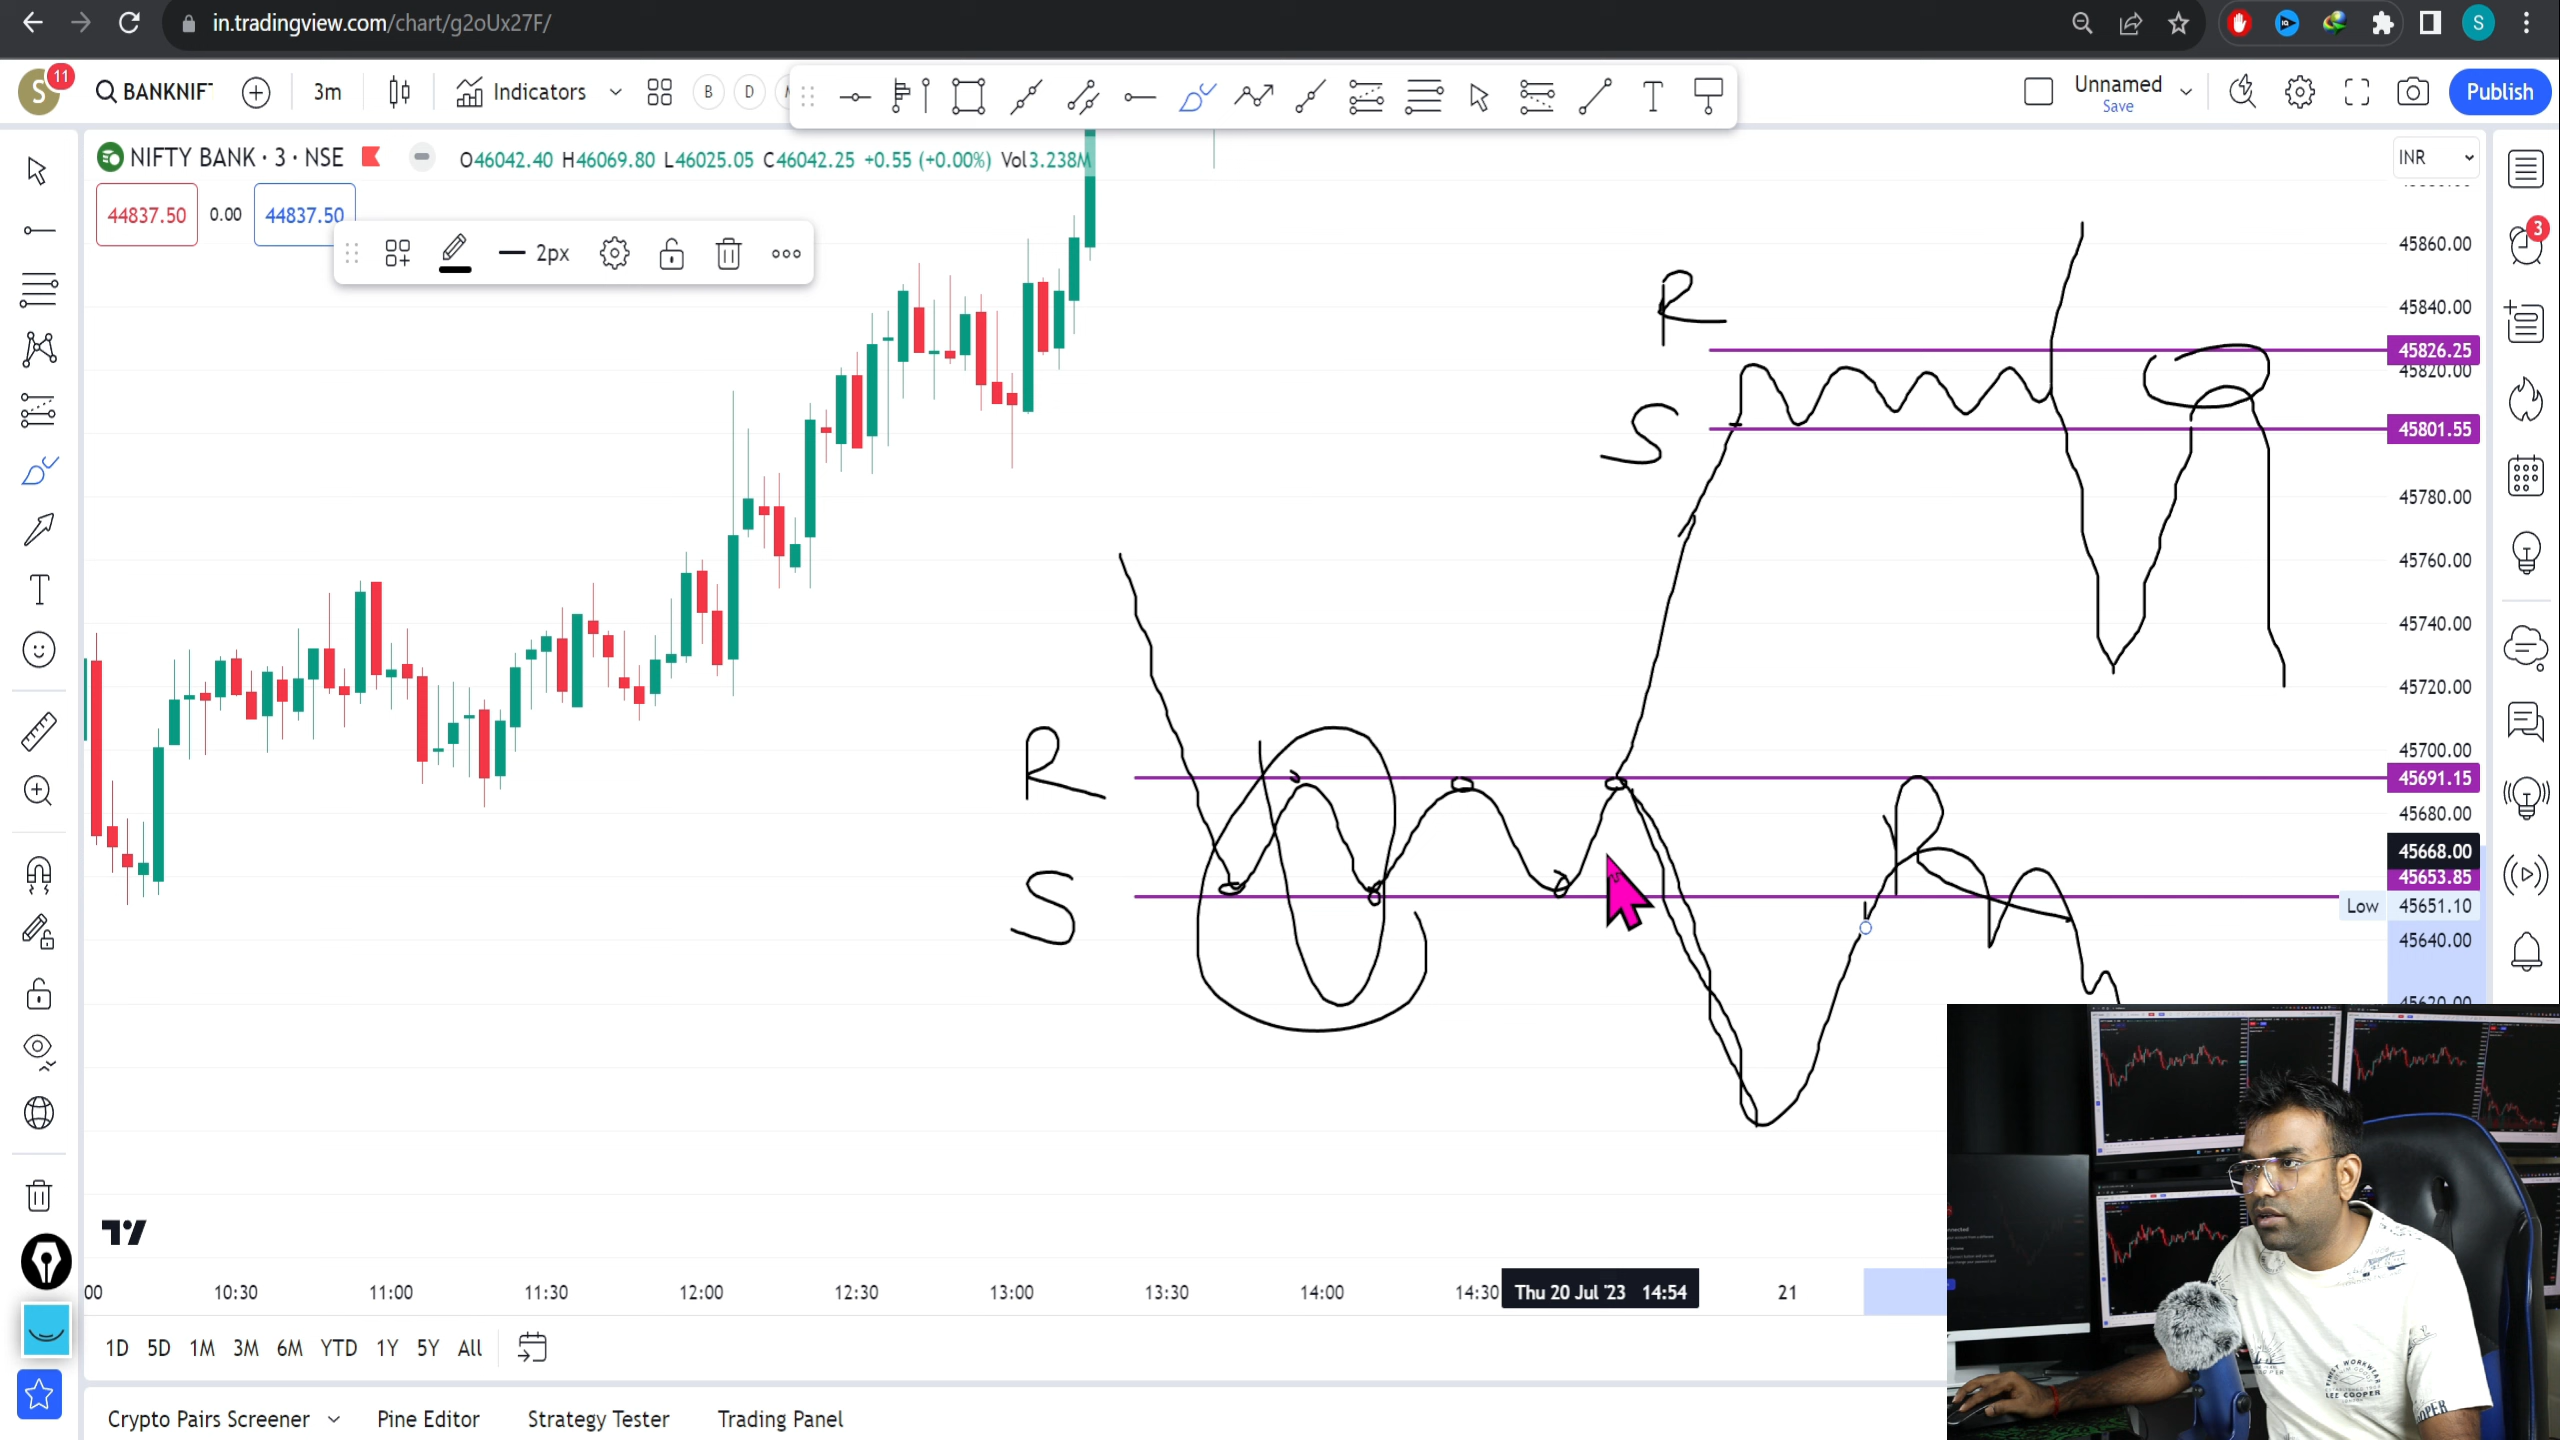 in.tradingview.com/chart/g2oUx27F/
S
S
11
BANKNIFT
3m
Indicators
B
D
T
Unnamed
Save
Publish
NIFTY BANK · 3 · NSE
O46042.40 H46069.80 L46025.05 C46042.25 +0.55 (+0.00%) Vol3.238M
INR
44837.50
0.00
44837.50
2px
3
45860.00
45840.00
45826.25
45820.00
45801.55
45780.00
45760.00
45740.00
45720.00
45700.00
45691.15
45680.00
45668.00
45653.85
Low 45651.10
45640.00
R
S
R
S
T
00
10:30
11:00
11:30
12:00
12:30
13:00
13:30
14:00
14:30
Thu 20 Jul '23 14:54
21
1D 5D 1M 3M 6M YTD 1Y 5Y All
Crypto Pairs Screener
Pine Editor
Strategy Tester
Trading Panel
LEE COOPER